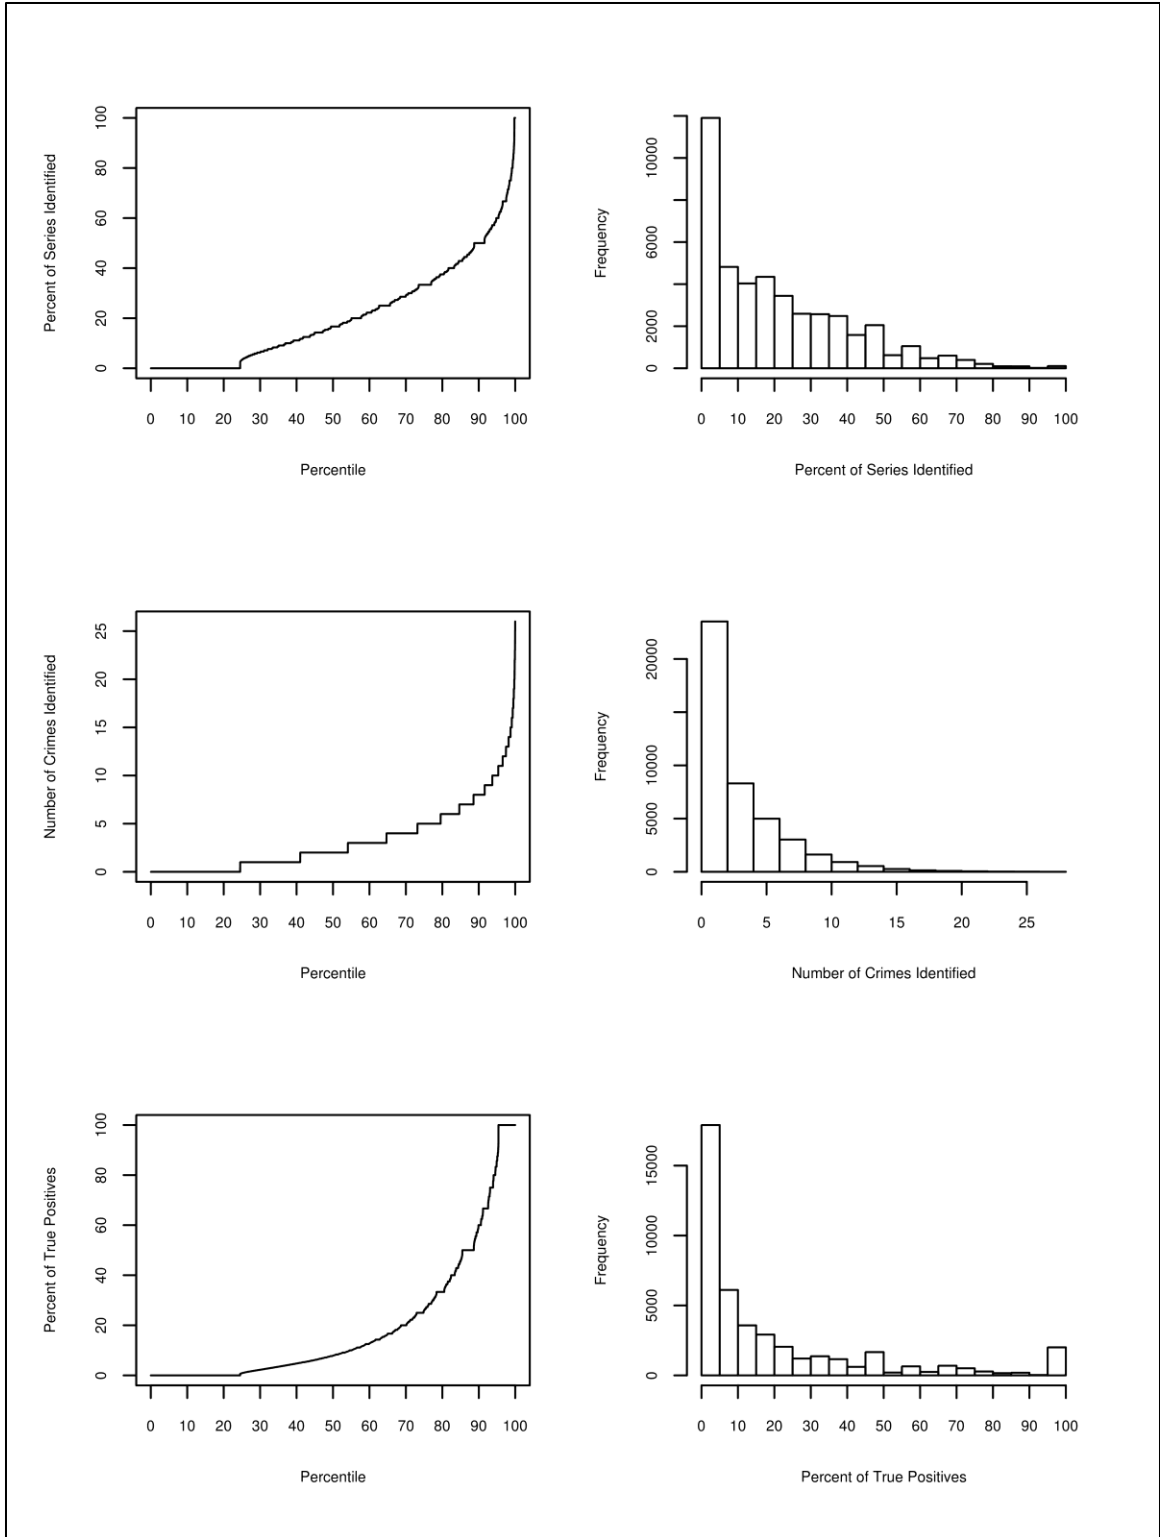 Percent of Series Identified
100
80
60
40
20
0
0 10 20 30 40 50 60 70 80 90 100
Percentile
Frequency
10000
6000
2000
0
0 10 20 30 40 50 60 70 80 90 100
Percent of Series Identified
Number of Crimes Identified
25
20
15
10
5
0
0 10 20 30 40 50 60 70 80 90 100
Percentile
Frequency
20000
10000
5000
0
0 5 10 15 20 25
Number of Crimes Identified
Percent of True Positives
100
80
60
40
20
0
0 10 20 30 40 50 60 70 80 90 100
Percentile
Frequency
15000
10000
5000
0
0 10 20 30 40 50 60 70 80 90 100
Percent of True Positives